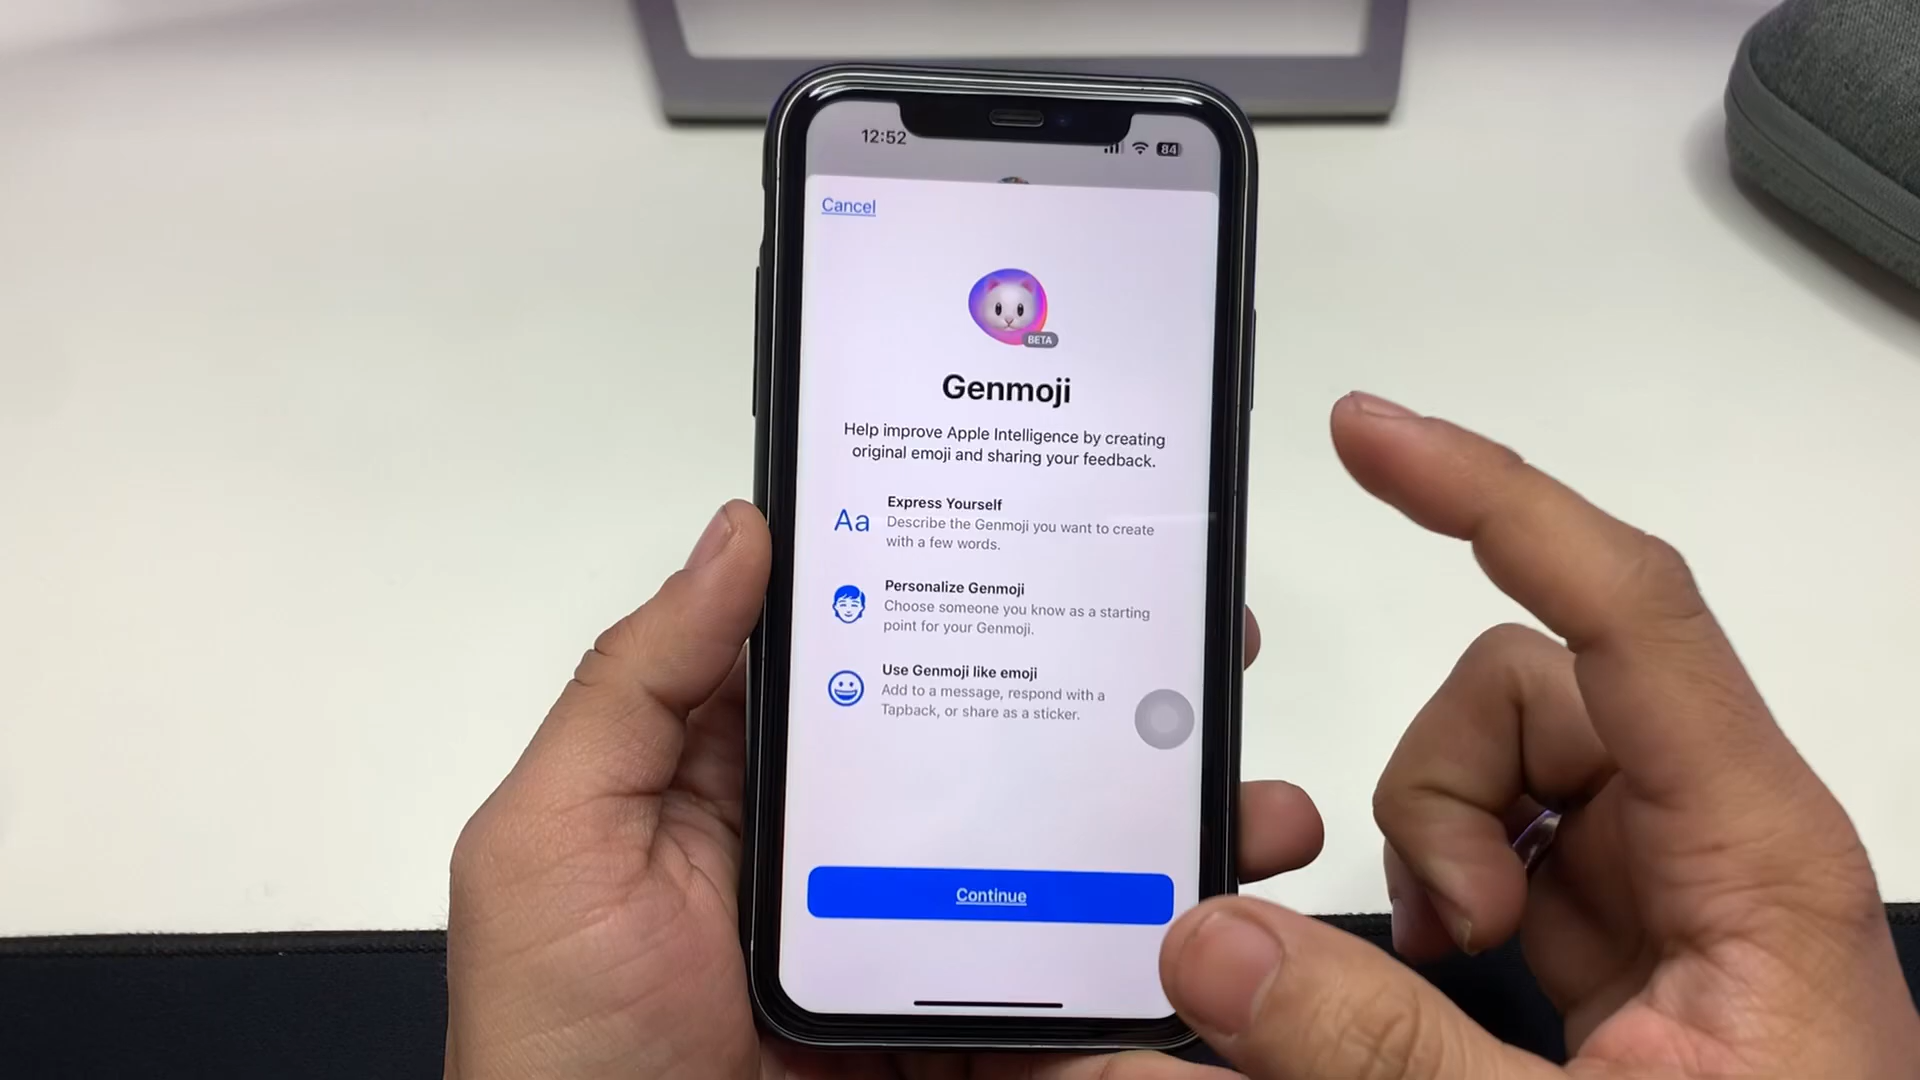 12:52
84
Cancel
BETA
Genmoji
Help improve Apple Intelligence by creating
original emoji and sharing your feedback.
Aa
Express Yourself
Describe the Genmoji you want to create
with a few words.
Personalize Genmoji
Choose someone you know as a starting
point for your Genmoji.
Use Genmoji like emoji
Add to a message, respond with a
Tapback, or share as a sticker.
Continue